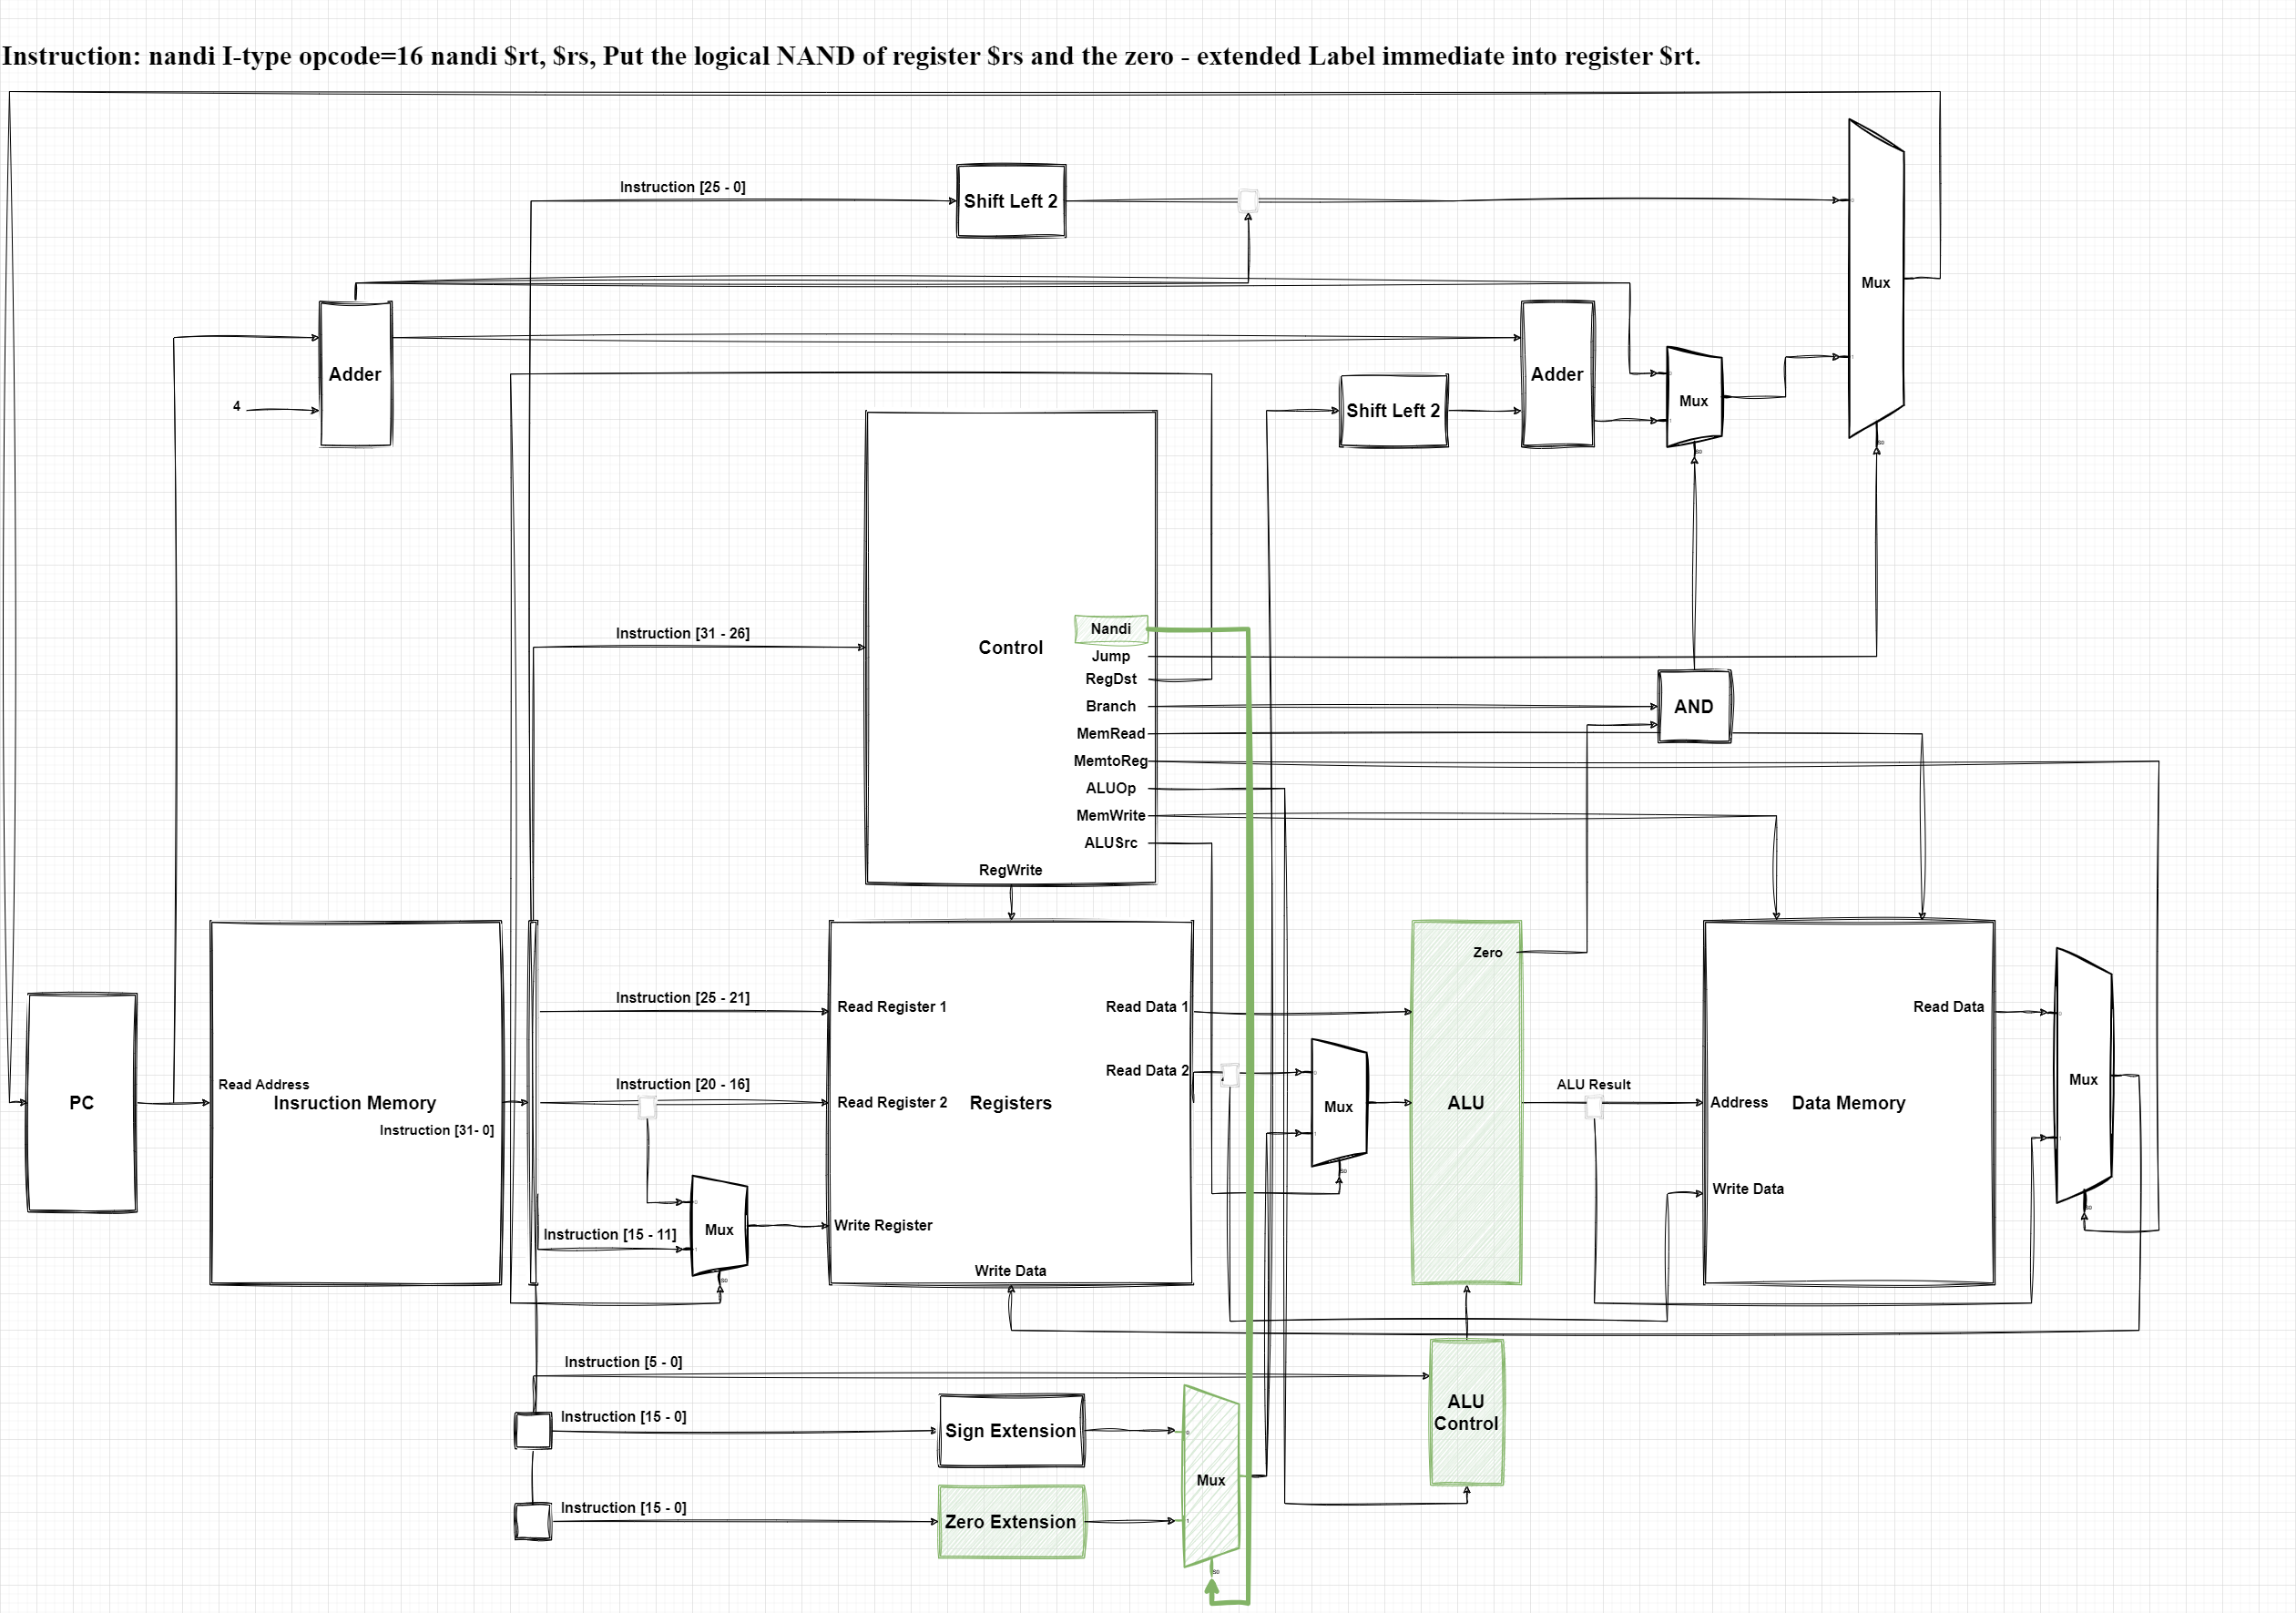 Instruction: nandi I-type opcode=16 nandi $rt, $rs, Put the logical NAND of register $rs and the zero - extended Label immediate into register $rt.
Instruction [25 - 0]
Shift Left 2
Mux
Adder
4
Shift Left 2
Adder
Mux
Instruction [31 - 26]
Control
Nandi
Jump
RegDst
Branch
MemRead
MemtoReg
ALUOp
MemWrite
ALUSrc
RegWrite
AND
PC
Read Address
Insruction Memory
Instruction [31- 0]
Instruction [25 - 21]
Instruction [20 - 16]
Instruction [15 - 11]
Mux
Read Register 1
Read Register 2
Registers
Write Register
Write Data
Read Data 1
Read Data 2
Mux
Zero
ALU
ALU Result
Address
Data Memory
Read Data
Write Data
Mux
Instruction [5 - 0]
Instruction [15 - 0]
Sign Extension
Instruction [15 - 0]
Zero Extension
Mux
ALU
Control